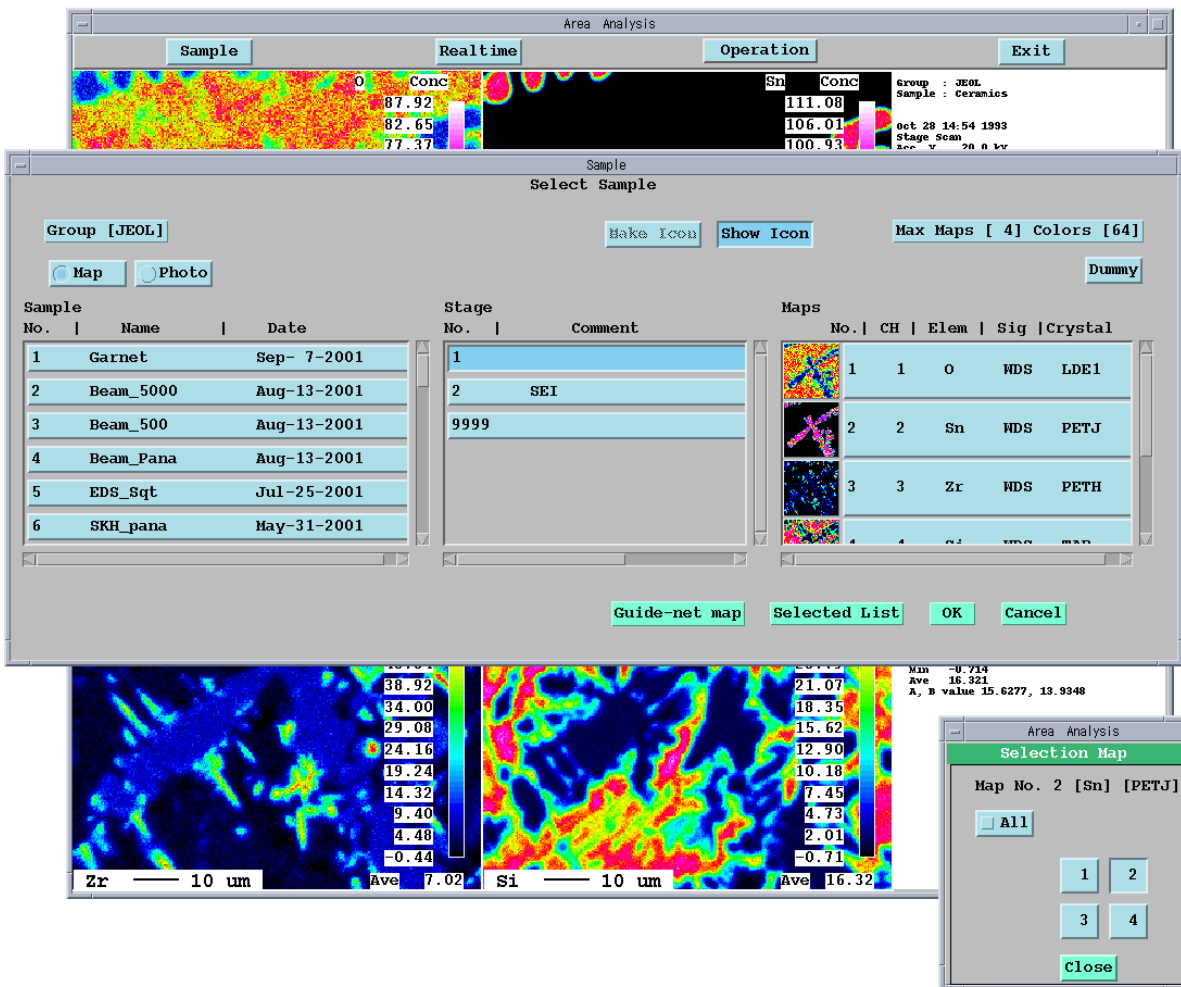 Area Analysis
Sample Realtime Operation Exit
O Conc
87.92
82.65
77.37
Sn Conc
111.08
106.01
100.93
Group : JEOL
Sample : Ceramics
Oct 28 14:54 1993
Stage Scan
Acc. V 20.0 kV
Sample
Select Sample
Group [JEOL] Make Icon Show Icon Max Maps [ 4] Colors [64]
Map Photo Dummy
Sample Stage Maps
No. | Name | Date No. | Comment No.| CH | Elem | Sig |Crystal
1 Garnet Sep- 7-2001
2 Beam_5000 Aug-13-2001
3 Beam_500 Aug-13-2001
4 Beam_Pana Aug-13-2001
5 EDS_Sqt Jul-25-2001
6 SKH_pana May-31-2001
1
2 SEI
9999
1 1 O WDS LDE1
2 2 Sn WDS PETJ
3 3 Zr WDS PETH
Guide-net map Selected List OK Cancel
38.92
34.00
29.08
24.16
19.24
14.32
9.40
4.48
-0.44
Zr 10 um Ave 7.02
21.07
18.35
15.62
12.90
10.18
7.45
4.73
2.01
-0.71
Si 10 um Ave 16.32
Min -0.714
Ave 16.321
A, B value 15.6277, 13.9348
Area Analysis
Selection Map
Map No. 2 [Sn] [PETJ]
All
1 2
3 4
Close